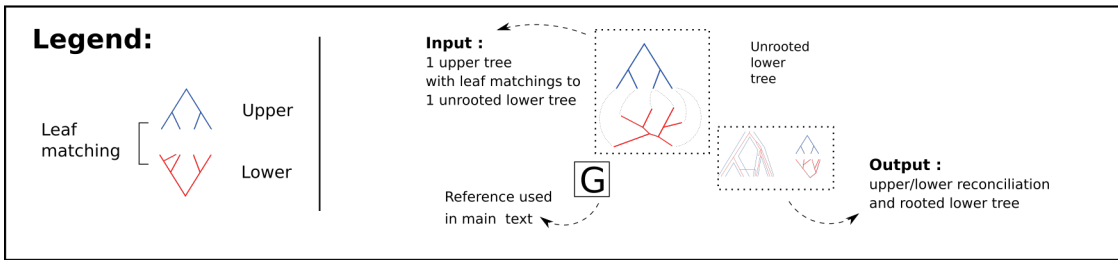 Legend:
Leaf
matching
Upper
Lower
Input :
1 upper tree
with leaf matchings to
1 unrooted lower tree
Unrooted
lower
tree
G
Reference used
in main text
Output :
upper/lower reconciliation
and rooted lower tree